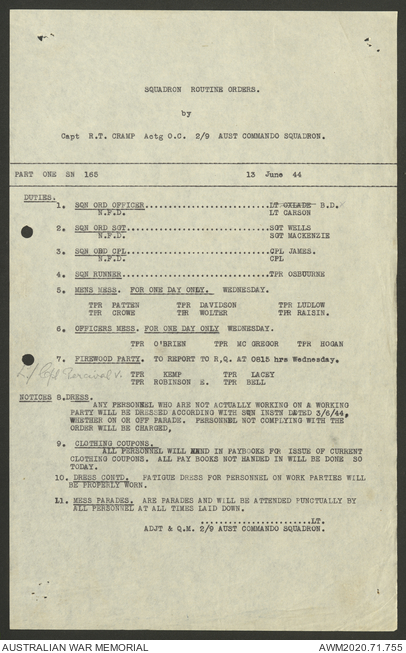 SQUADRON ROUTINE ORDERS.
by
Capt R.T. CRAMP Actg O.C. 2/9 AUST COMMANDO SQUADRON.
PART ONE SN 165 13 June 44
DUTIES.
1. SQN ORD OFFICER..............................LT OXLADE B.D.
N.F.D. LT CARSON
2. SQN ORD SGT..................................SGT WELLS
N.F.D. SGT MACKENZIE
3. SQN ORD CPL..................................CPL JAMES.
N.F.D. CPL
4. SQN RUNNER...................................TPR OSBOURNE
5. MENS MESS. FOR ONE DAY ONLY. WEDNESDAY.
TPR PATTEN TPR DAVIDSON TPR LUDLOW
TPR CROWE TPR WOLTER TPR RAISIN.
6. OFFICERS MESS. FOR ONE DAY ONLY WEDNESDAY.
TPR O'BRIEN TPR MC GREGOR TPR HOGAN
7. FIREWOOD PARTY. TO REPORT TO R.Q. AT 0815 hrs Wednesday.
L/Cpl Percival V. TPR KEMP TPR LACEY
TPR ROBINSON E. TPR BELL
NOTICES 8.DRESS.
ANY PERSONNEL WHO ARE NOT ACTUALLY WORKING ON A WORKING
PARTY WILL BE DRESSED ACCORDING WITH SQN INSTN DATED 3/6/44,
WHETHER ON OR OFF PARADE. PERSONNEL NOT COMPLYING WITH THE
ORDER WILL BE CHARGED,
9. CLOTHING COUPONS.
ALL PERSONNEL WILL HAND IN PAYBOOKS FOR ISSUE OF CURRENT
CLOTHING COUPONS. ALL PAY BOOKS NOT HANDED IN WILL BE DONE SO
TODAY.
10. DRESS CONTD. FATIGUE DRESS FOR PERSONNEL ON WORK PARTIES WILL
BE PROPERLY WORN.
11. MESS PARADES. ARE PARADES AND WILL BE ATTENDED PUNCTUALLY BY
ALL PERSONNEL AT ALL TIMES LAID DOWN.
........................LT.
ADJT & Q.M. 2/9 AUST COMMANDO SQUADRON.
AUSTRALIAN WAR MEMORIAL AWM2020.71.755